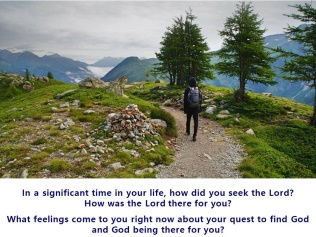 In a significant time in your life, how did you seek the Lord?
How was the Lord there for you?
What feelings come to you right now about your quest to find God
and God being there for you?